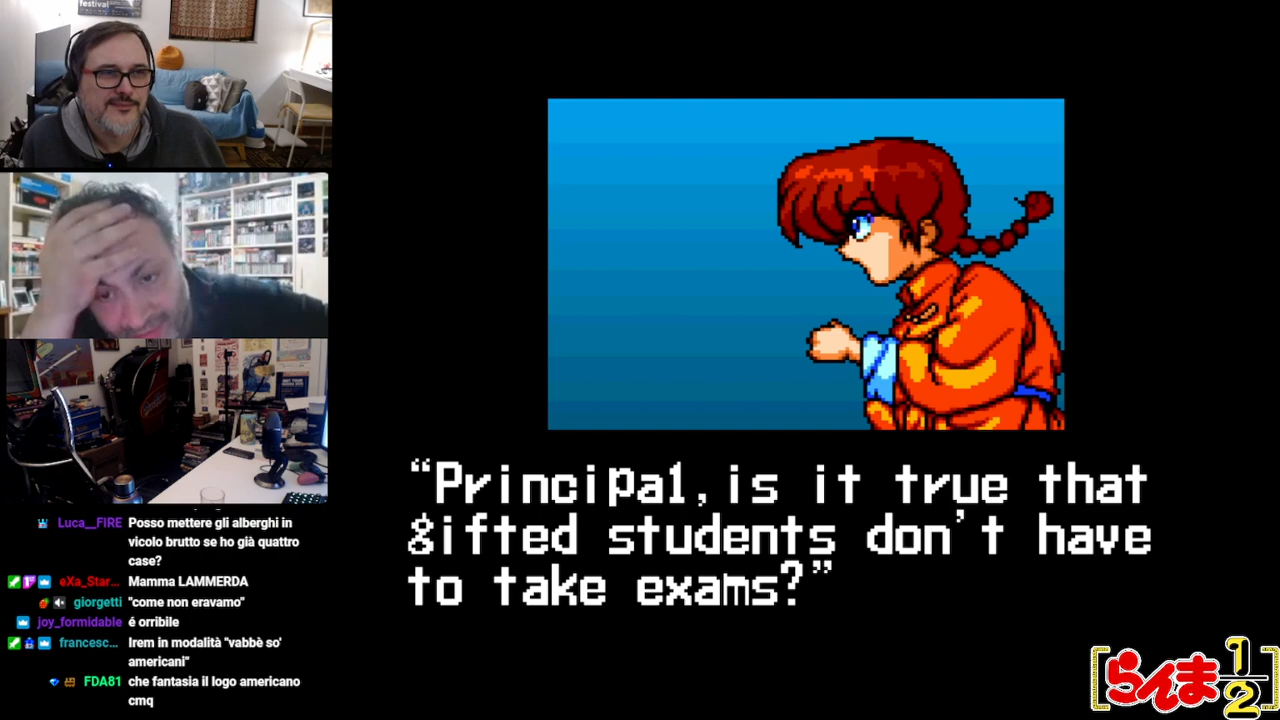 festival
"Principal,is it true that
gifted students don't have
to take exams?"
Luca__FIRE Posso mettere gli alberghi in
vicolo brutto se ho già quattro
case?
eXa_Star... Mamma LAMMERDA
giorgetti "come non eravamo"
joy_formidable é orribile
francesc... Irem in modalità "vabbè so'
americani"
FDA81 che fantasia il logo americano
cmq
[らんま1/2]